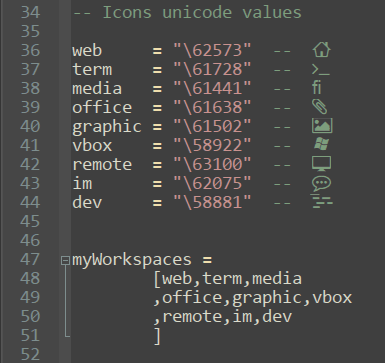 34 -- Icons unicode values
35
36 web = "\62573" --
37 term = "\61728" -- >_
38 media = "\61441" -- fi
39 office = "\61638" --
40 graphic = "\61502" --
41 vbox = "\58922" --
42 remote = "\63100" --
43 im = "\62075" --
44 dev = "\58881" --
45
46
47 myWorkspaces =
48 [web,term,media
49 ,office,graphic,vbox
50 ,remote,im,dev
51 ]
52